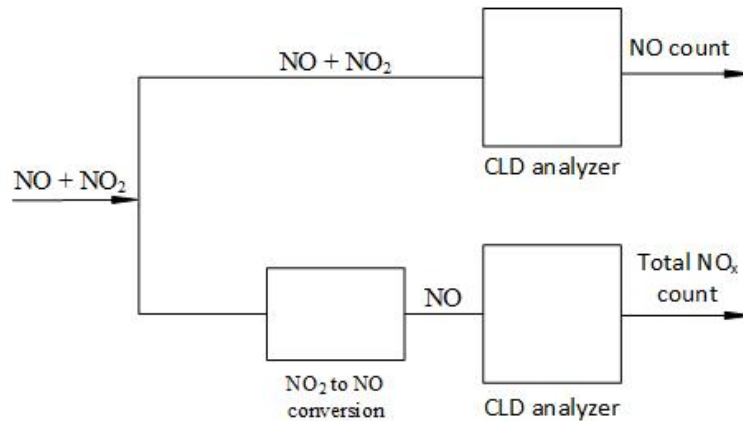 NO + NO₂
NO count
CLD analyzer
NO + NO₂
NO
Total NOₓ
count
NO₂ to NO
conversion
CLD analyzer